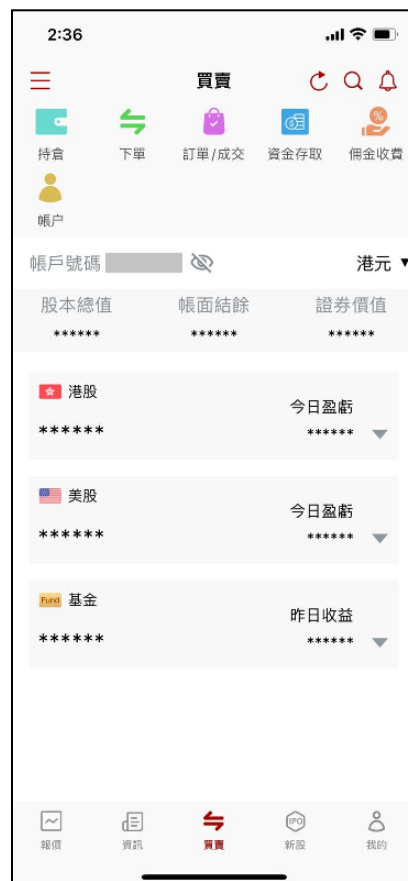 2:36
買賣
持倉 下單 訂單/成交 資金存取 佣金收費
帳户
帳戶號碼 港元 ▼
股本總值 帳面結餘 證券價值
****** ****** ******
港股
今日盈虧
****** ******
美股
今日盈虧
****** ******
Fund 基金
昨日收益
****** ******
IPO
報價 資訊 買賣 新股 我的